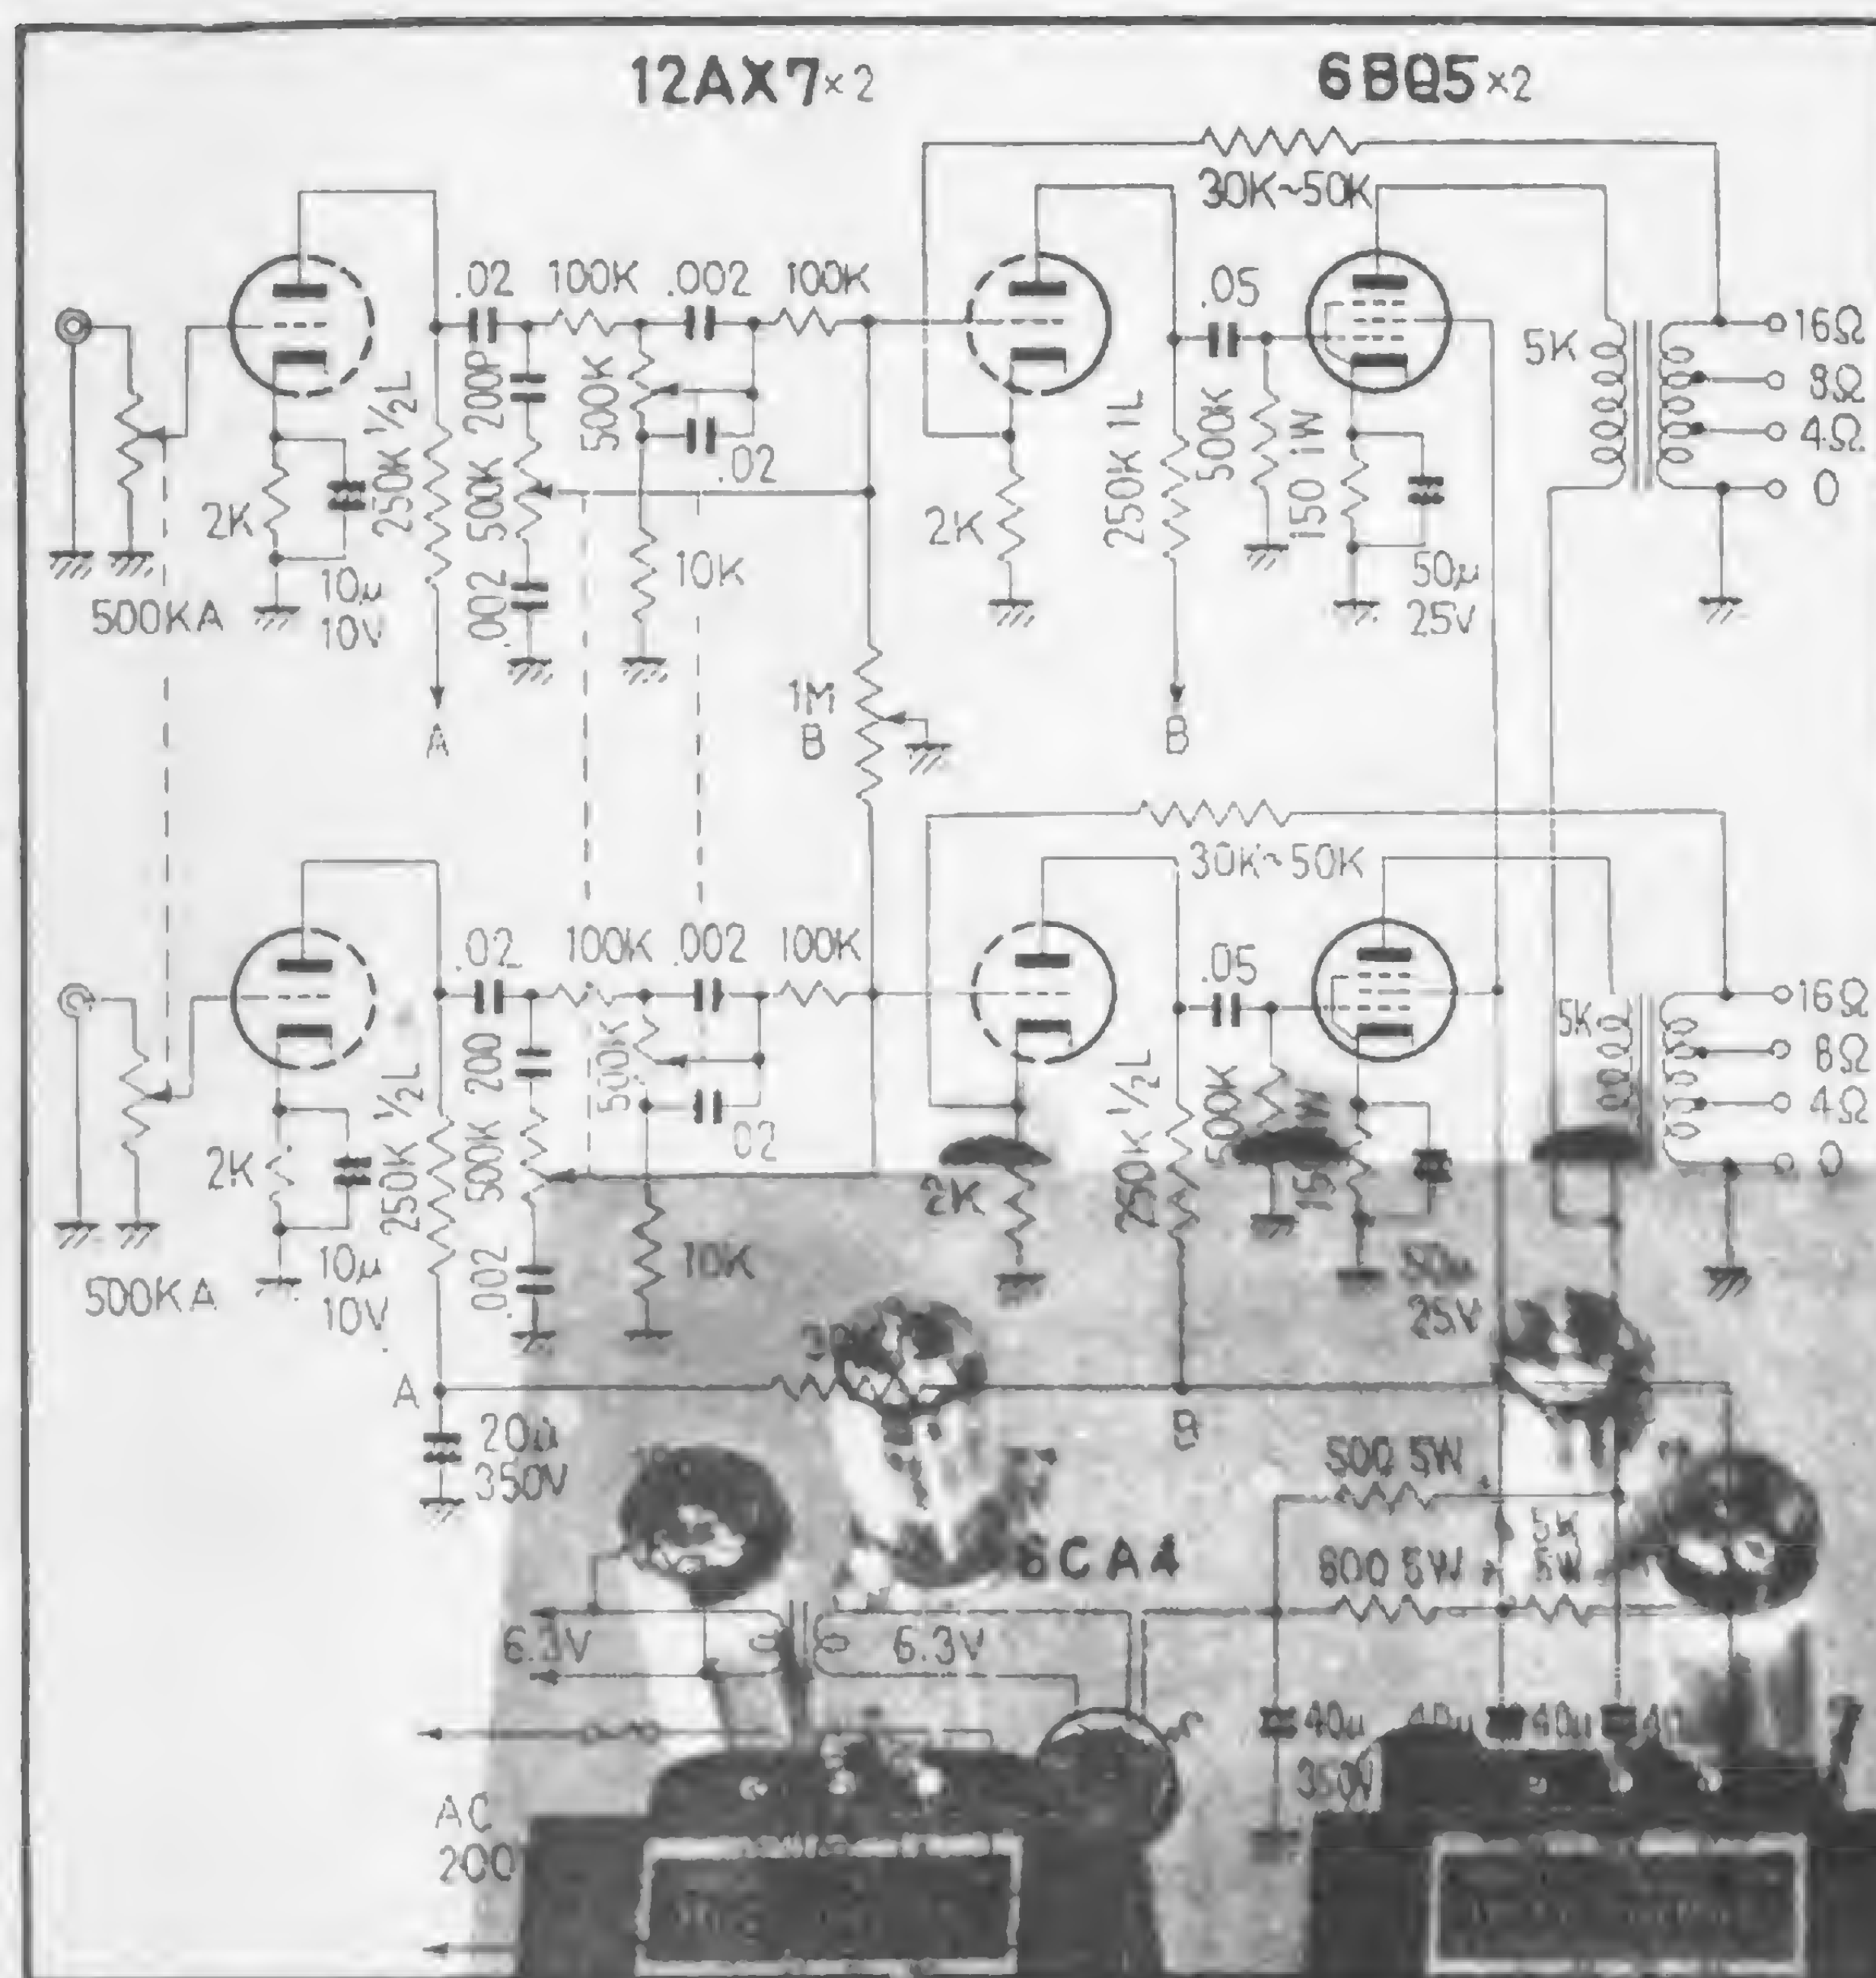 12AX7×2
6BQ5×2
30K~50K
.02
100K
.002
100K
.05
5K
16Ω
8Ω
4Ω
0
250K ½L
200P
500K
500K
.02
2K
10K
.002
10µ
10V
500KA
2K
250K 1L
500K
150 1W
50µ
25V
1M
B
A
B
30K~50K
.02
100K
.002
100K
.05
5K
16Ω
8Ω
4Ω
0
250K ½L
200
500K
500K
.02
2K
10K
.002
10µ
10V
500KA
2K
250K ½L
500K
50µ
25V
A
B
20µ
350V
500 5W
5K
5W
6CA4
600 5W
6.3V
6.3V
40µ
350V
40µ
40µ
AC